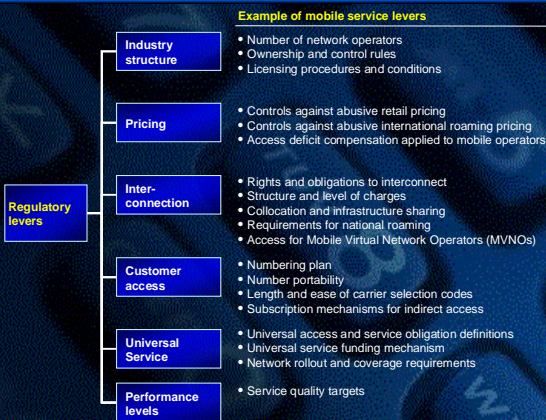 Example of mobile service levers
Industry
structure
• Number of network operators
• Ownership and control rules
• Licensing procedures and conditions
Pricing
• Controls against abusive retail pricing
• Controls against abusive international roaming pricing
• Access deficit compensation applied to mobile operators
Regulatory
levers
Inter-
connection
• Rights and obligations to interconnect
• Structure and level of charges
• Collocation and infrastructure sharing
• Requirements for national roaming
• Access for Mobile Virtual Network Operators (MVNOs)
Customer
access
• Numbering plan
• Number portability
• Length and ease of carrier selection codes
• Subscription mechanisms for indirect access
Universal
Service
• Universal access and service obligation definitions
• Universal service funding mechanism
• Network rollout and coverage requirements
Performance
levels
• Service quality targets